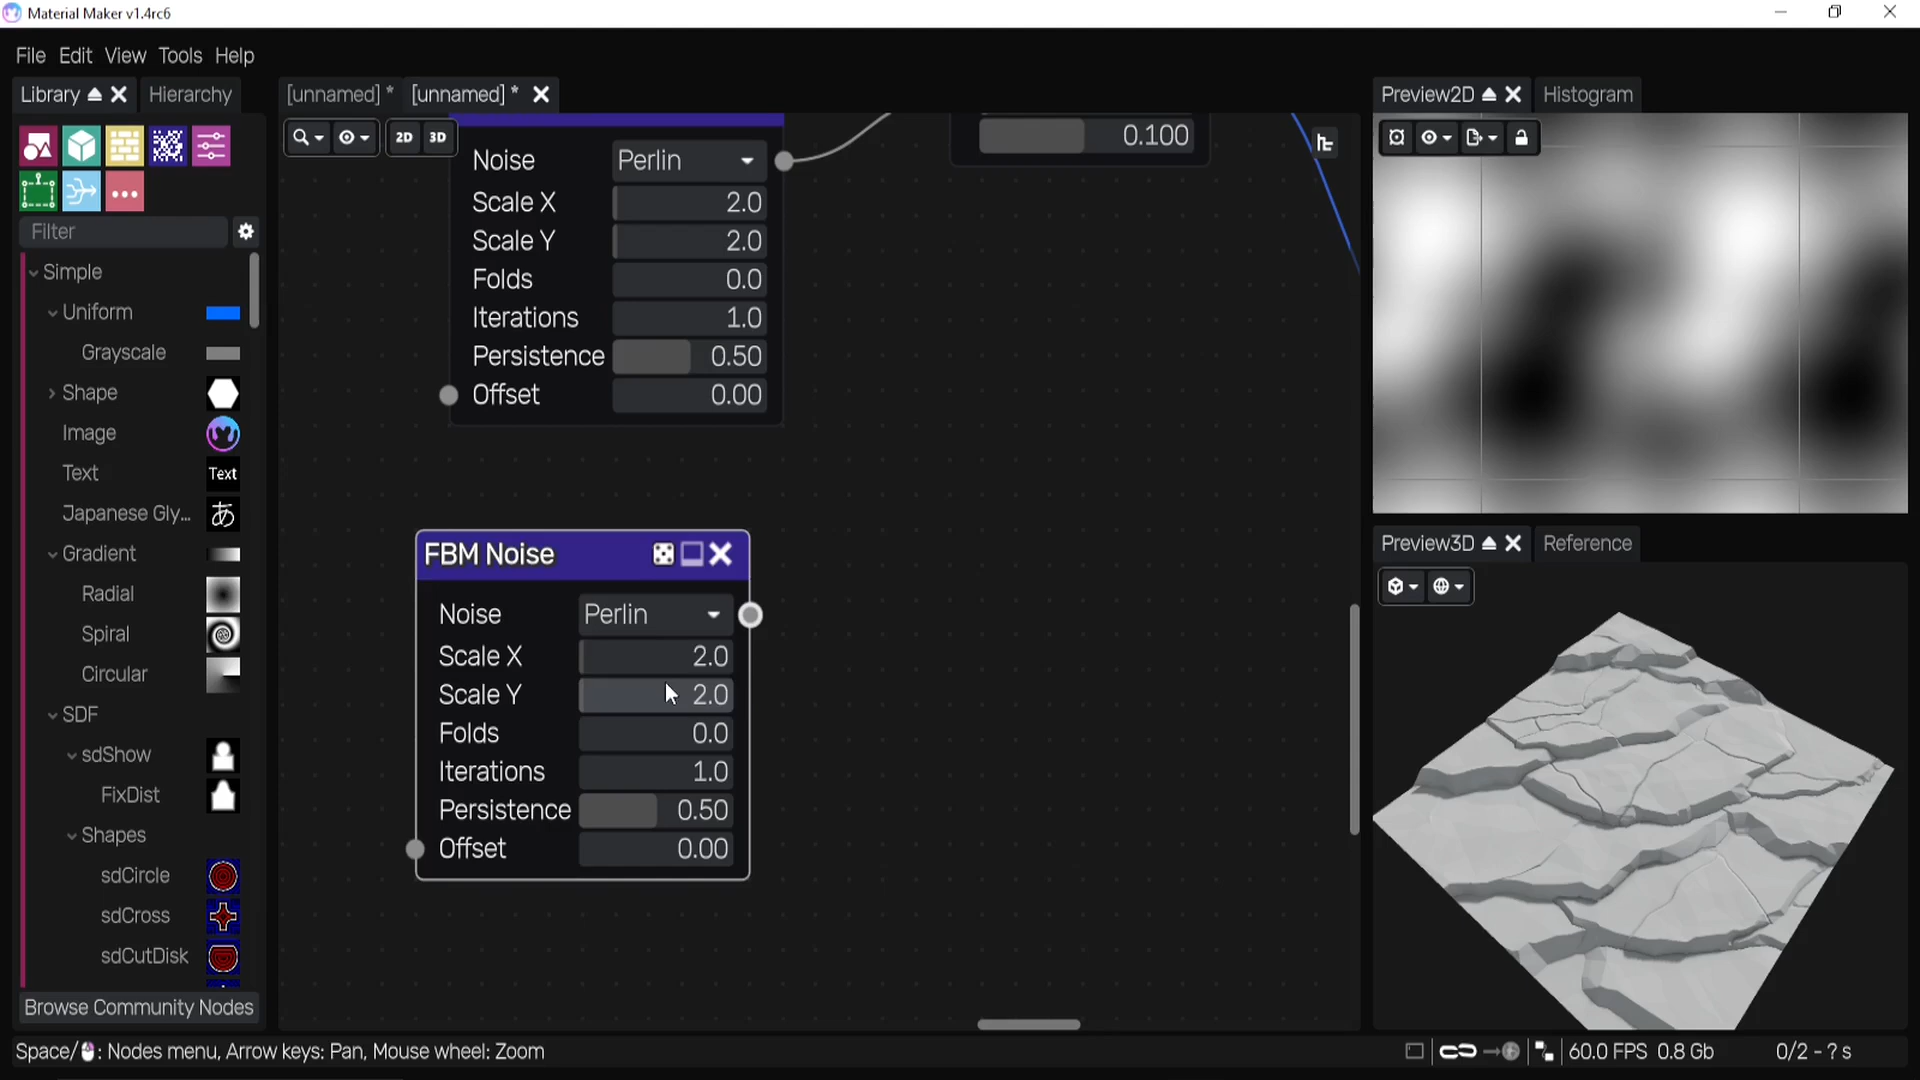 Material Maker v1.4rc6
File Edit View Tools Help
Library
Hierarchy
[unnamed] *
[unnamed] *
Preview2D
Histogram
2D
3D
Noise Perlin
Scale X 2.0
Scale Y 2.0
Folds 0.0
Iterations 1.0
Persistence 0.50
Offset 0.00
0.100
Filter
Simple
Uniform
Grayscale
Shape
Image
Text Text
Japanese Gly... あ
Gradient
Radial
Spiral
Circular
SDF
sdShow
FixDist
Shapes
sdCircle
sdCross
sdCutDisk
Browse Community Nodes
FBM Noise
Noise Perlin
Scale X 2.0
Scale Y 2.0
Folds 0.0
Iterations 1.0
Persistence 0.50
Offset 0.00
Preview3D
Reference
Space/ : Nodes menu, Arrow keys: Pan, Mouse wheel: Zoom
60.0 FPS 0.8 Gb
0/2 - ? s